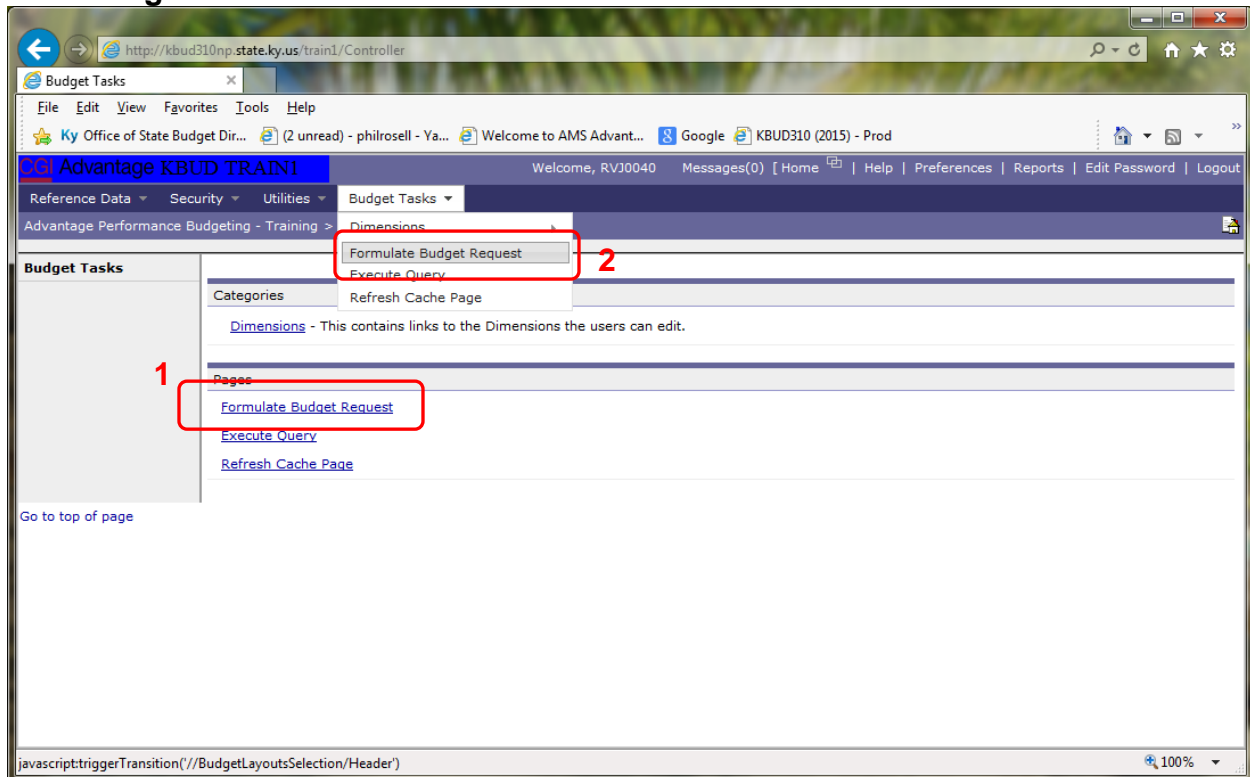 http://kbud310np.state.ky.us/train1/Controller
Budget Tasks
File Edit View Favorites Tools Help
Ky Office of State Budget Dir... (2 unread) - philrosell - Ya... Welcome to AMS Advant... Google KBUD310 (2015) - Prod
CGI Advantage KBUD TRAIN1 Welcome, RVJ0040 Messages(0) [ Home | Help | Preferences | Reports | Edit Password | Logout
Reference Data Security Utilities Budget Tasks
Advantage Performance Budgeting - Training > Dimensions
Formulate Budget Request 2
Budget Tasks
Execute Query
Categories Refresh Cache Page
Dimensions - This contains links to the Dimensions the users can edit.
1
Pages
Formulate Budget Request
Execute Query
Refresh Cache Page
Go to top of page
javascript:triggerTransition('//BudgetLayoutsSelection/Header') 100%